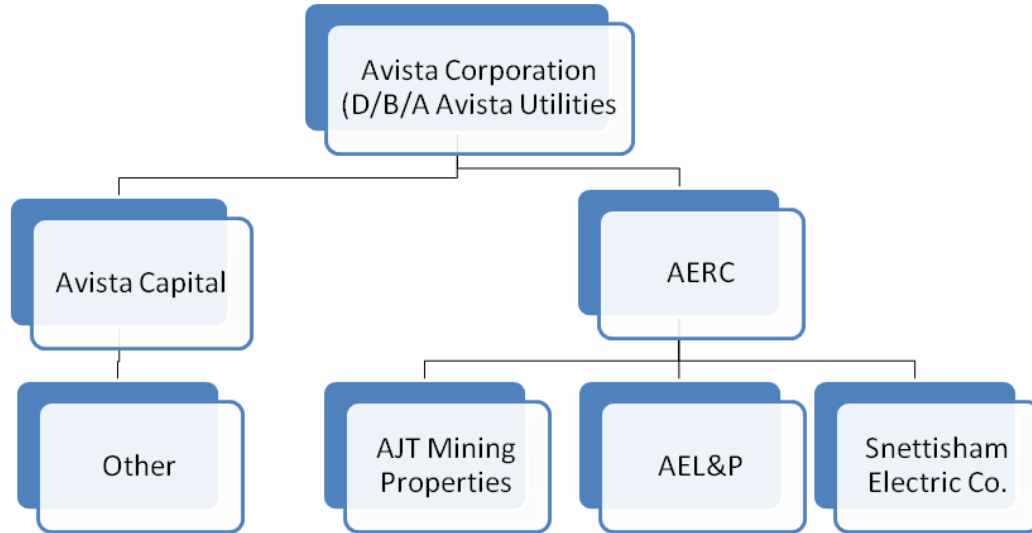 Avista Corporation
(D/B/A Avista Utilities
Avista Capital
AERC
Other
AJT Mining
Properties
AEL&P
Snettisham
Electric Co.